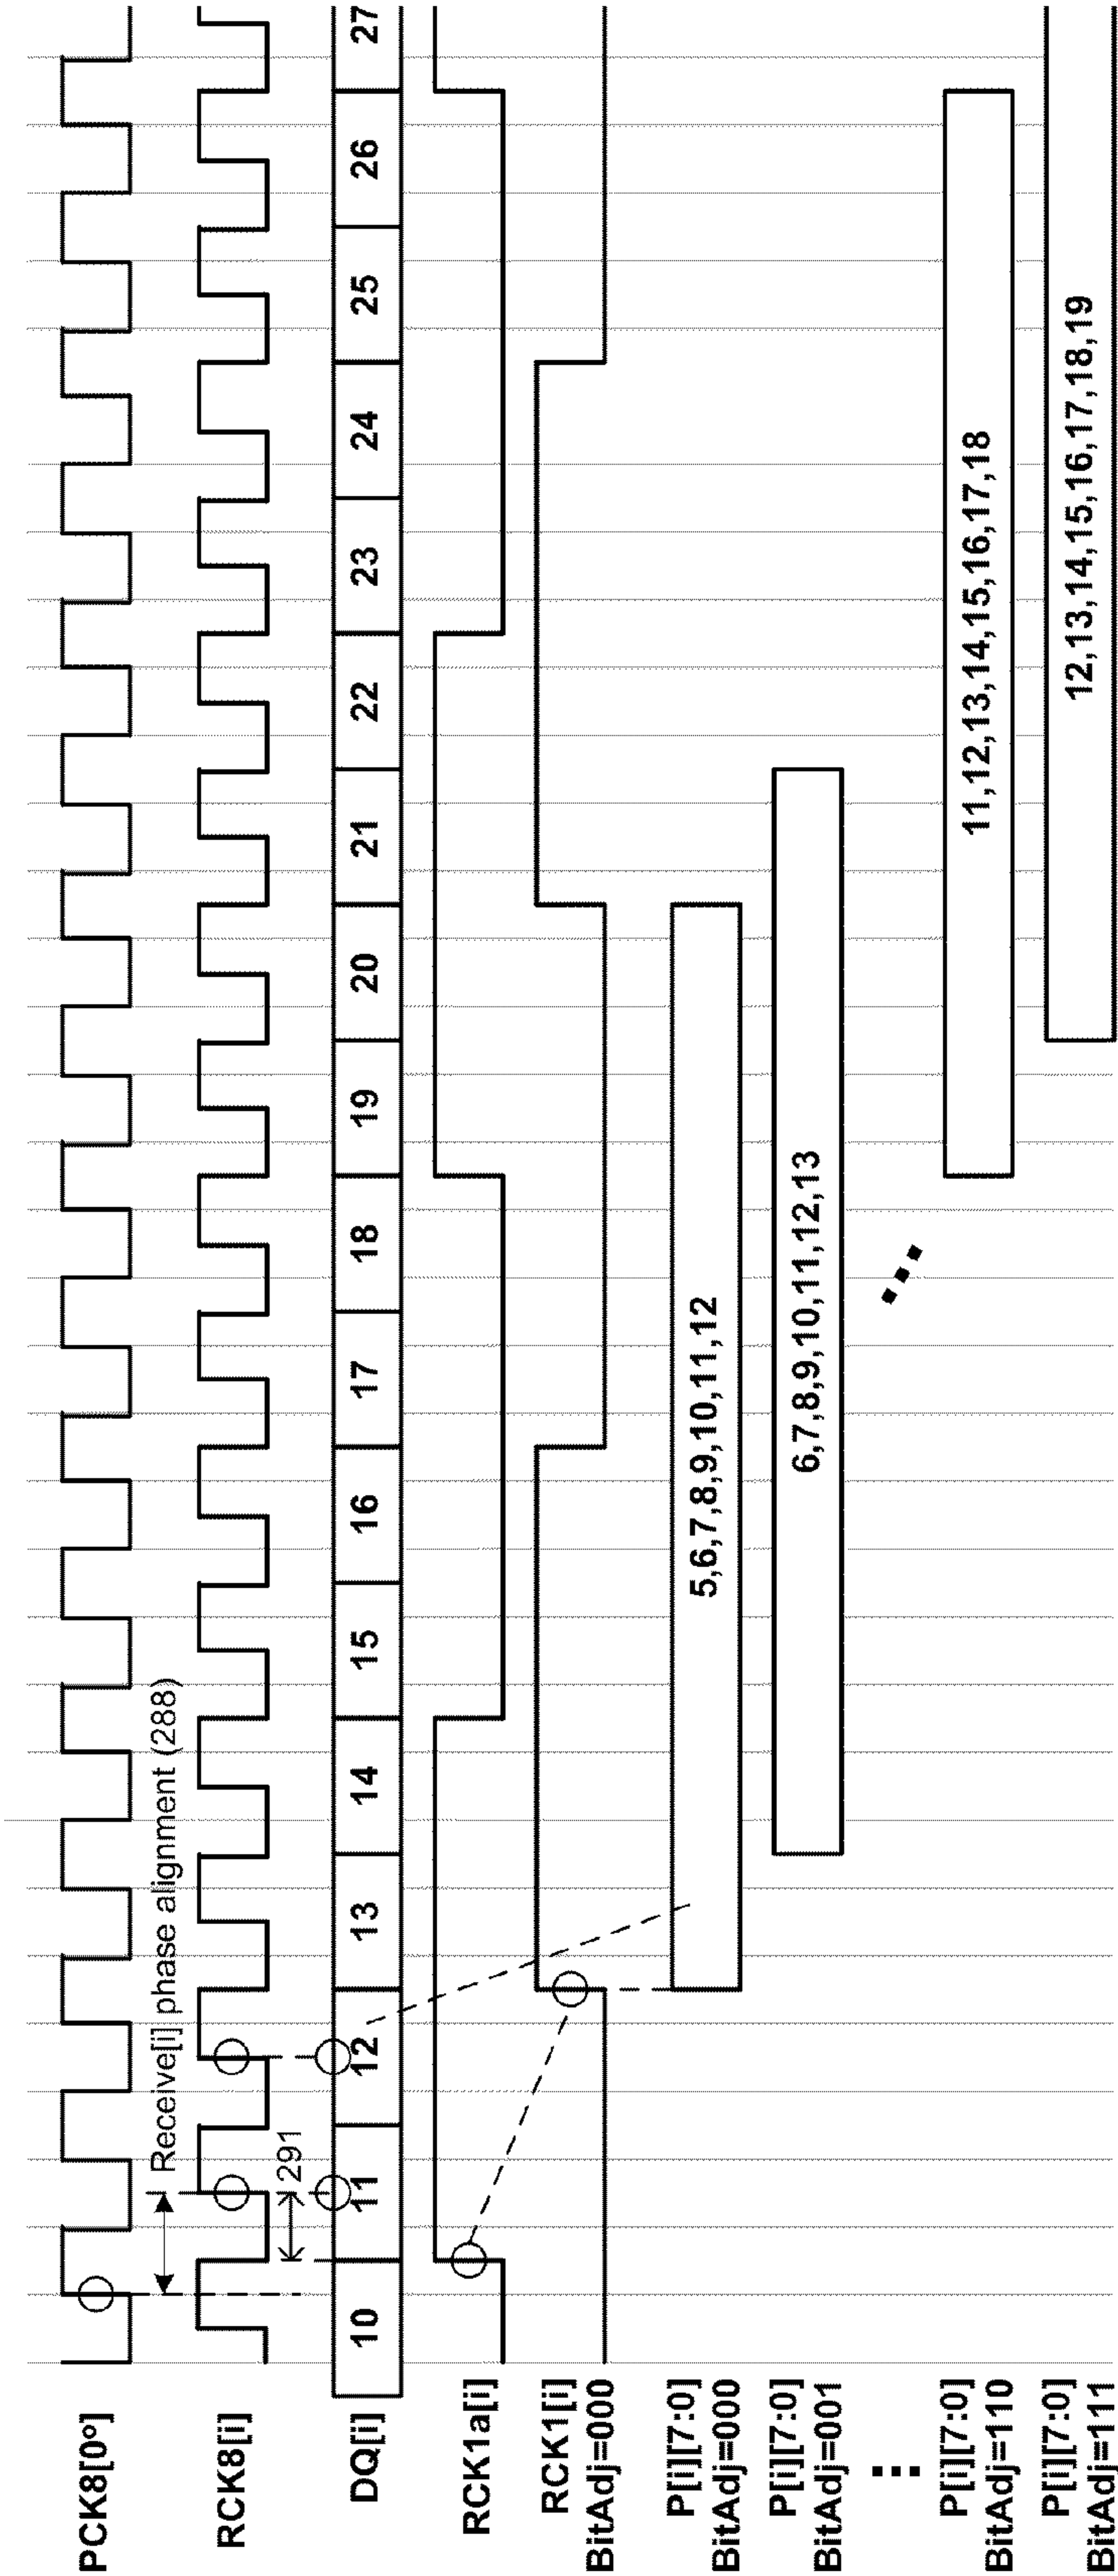 PCK8[0°]
Receive[i] phase alignment (288)
RCK8[i]
291
DQ[i]
10 11 12 13 14 15 16 17 18 19 20 21 22 23 24 25 26 27
RCK1a[i]
RCK1[i]
BitAdj=000
P[i][7:0]
BitAdj=000
5,6,7,8,9,10,11,12
P[i][7:0]
BitAdj=001
6,7,8,9,10,11,12,13
P[i][7:0]
BitAdj=110
11,12,13,14,15,16,17,18
P[i][7:0]
BitAdj=111
12,13,14,15,16,17,18,19